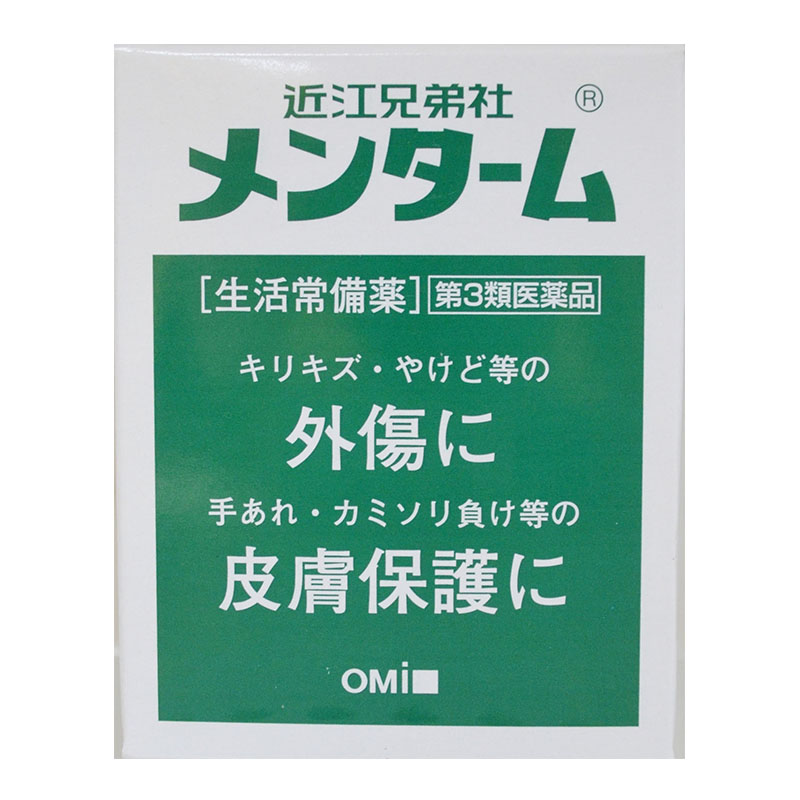 近江兄弟社 ®
メンターム
[生活常備薬] 第3類医薬品
キリキズ・やけど等の
外傷に
手あれ・カミソリ負け等の
皮膚保護に
OMi